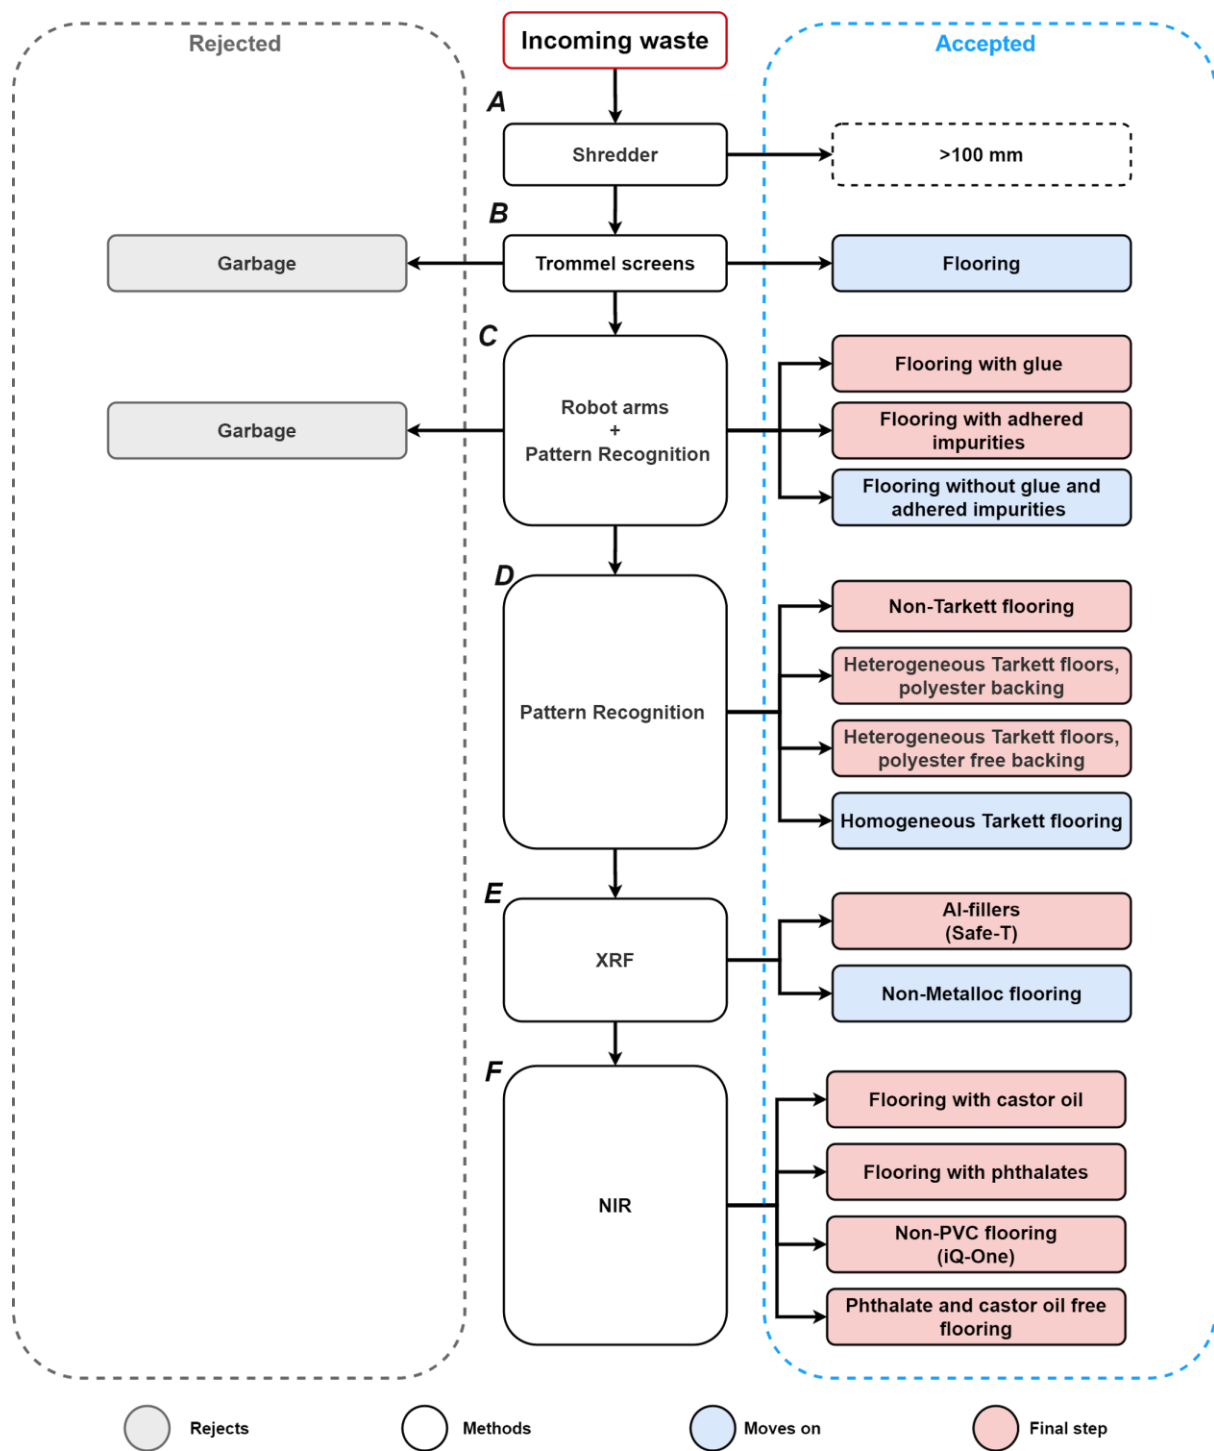 Rejected
Incoming waste
Accepted
A
Shredder
>100 mm
B
Garbage
Trommel screens
Flooring
C
Garbage
Robot arms
+
Pattern Recognition
Flooring with glue
Flooring with adhered
impurities
Flooring without glue and
adhered impurities
D
Pattern Recognition
Non-Tarkett flooring
Heterogeneous Tarkett floors,
polyester backing
Heterogeneous Tarkett floors,
polyester free backing
Homogeneous Tarkett flooring
E
XRF
Al-fillers
(Safe-T)
Non-Metalloc flooring
F
NIR
Flooring with castor oil
Flooring with phthalates
Non-PVC flooring
(iQ-One)
Phthalate and castor oil free
flooring
Rejects
Methods
Moves on
Final step